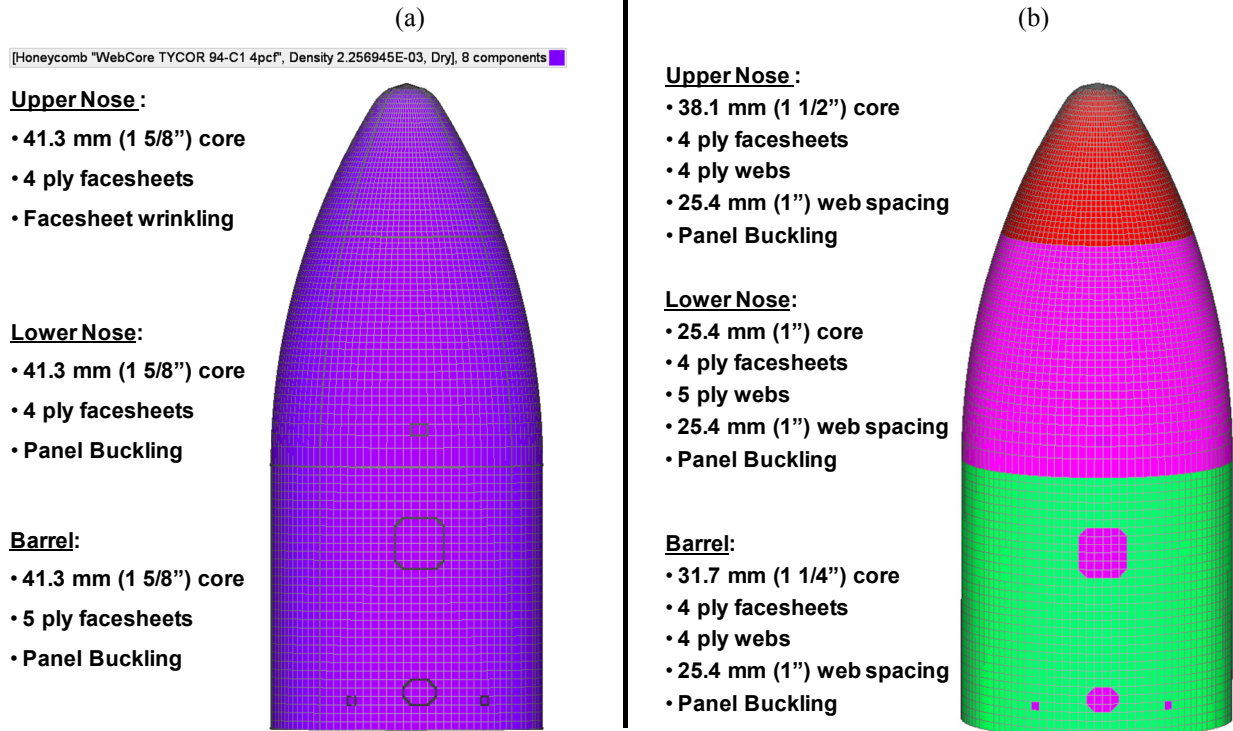 (a)
[Honeycomb "WebCore TYCOR 94-C1 4pcf", Density 2.256945E-03, Dry], 8 components
Upper Nose :
• 41.3 mm (1 5/8”) core
• 4 ply facesheets
• Facesheet wrinkling
Lower Nose:
• 41.3 mm (1 5/8”) core
• 4 ply facesheets
• Panel Buckling
Barrel:
• 41.3 mm (1 5/8”) core
• 5 ply facesheets
• Panel Buckling
(b)
Upper Nose :
• 38.1 mm (1 1/2”) core
• 4 ply facesheets
• 4 ply webs
• 25.4 mm (1”) web spacing
• Panel Buckling
Lower Nose:
• 25.4 mm (1”) core
• 4 ply facesheets
• 5 ply webs
• 25.4 mm (1”) web spacing
• Panel Buckling
Barrel:
• 31.7 mm (1 1/4”) core
• 4 ply facesheets
• 4 ply webs
• 25.4 mm (1”) web spacing
• Panel Buckling